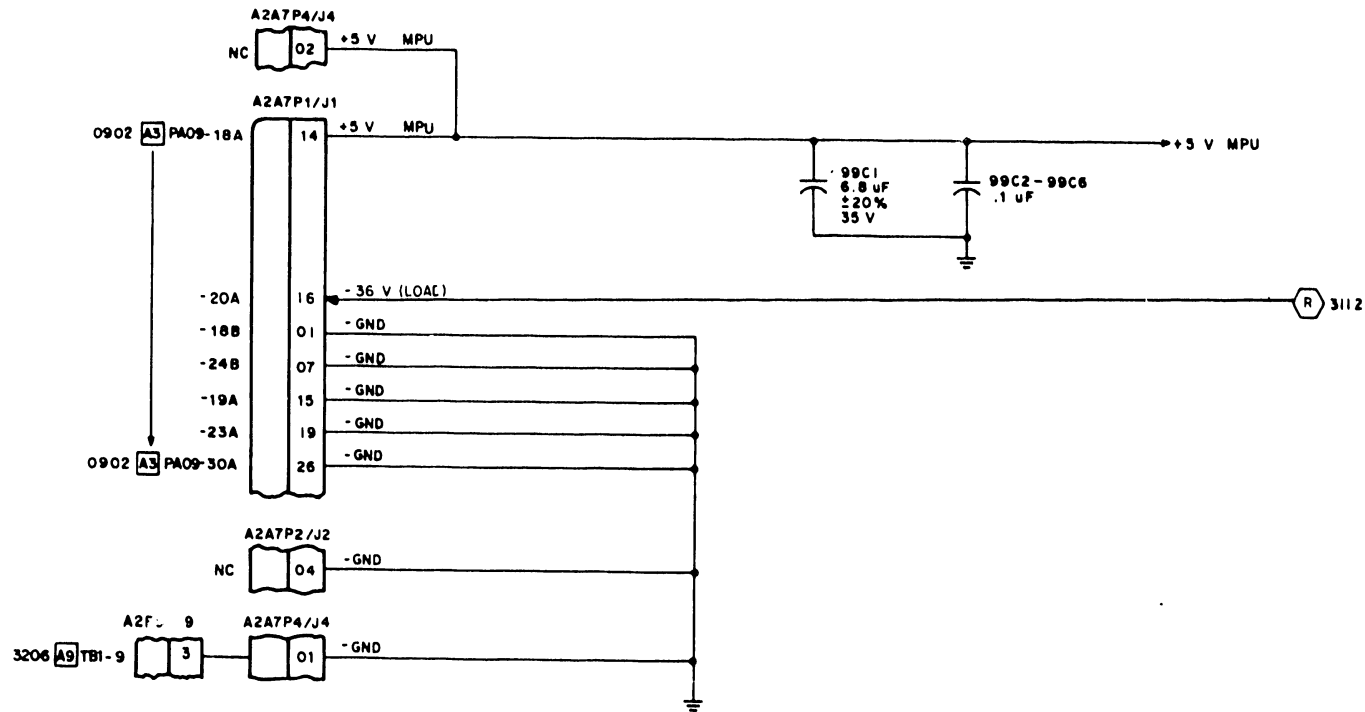 A2A7P4/J4
NC 02 +5 V MPU
A2A7P1/J1
0902 A3 PA09-18A 14 +5 V MPU
+5 V MPU
99C1
6.8 uF
±20%
35 V
99C2-99C6
.1 uF
-20A 16 -36 V (LOAD)
R 3112
-18B 01 -GND
-24B 07 -GND
-19A 15 -GND
-23A 19 -GND
0902 A3 PA09-30A 26 -GND
A2A7P2/J2
NC 04 -GND
9 A2A7P4/J4
3206 A9 TB1-9 3 01 -GND